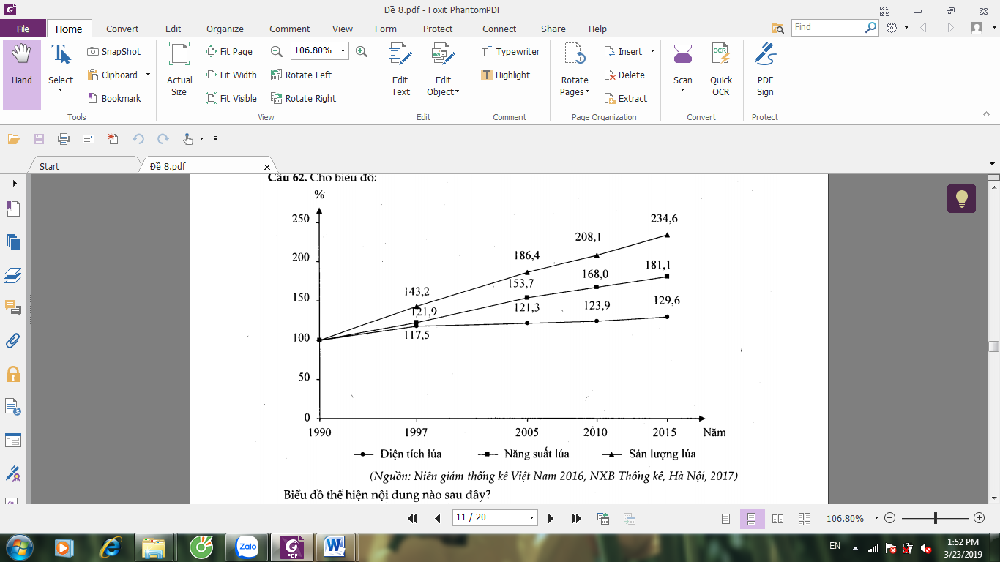 Đề 8.pdf - Foxit PhantomPDF
File Home Convert Edit Organize Comment View Form Protect Connect Share Help Find
Hand
Select
SnapShot
Clipboard
Bookmark
Tools
Actual Size
Fit Page
Fit Width
Fit Visible
106.80%
Rotate Left
Rotate Right
View
Edit Text
Edit Object
Edit
Typewriter
Highlight
Comment
Rotate Pages
Insert
Delete
Extract
Page Organization
Scan
OCR
Quick OCR
Convert
PDF Sign
Protect
Start Đề 8.pdf
Câu 62. Cho biểu đồ:
%
250
200
150
100
50
0
234,6
208,1
186,4
143,2
181,1
168,0
153,7
121,9
129,6
123,9
121,3
117,5
1990 1997 2005 2010 2015 Năm
Diện tích lúa Năng suất lúa Sản lượng lúa
(Nguồn: Niên giám thống kê Việt Nam 2016, NXB Thống kê, Hà Nội, 2017)
Biểu đồ thể hiện nội dung nào sau đây?
11 / 20
106.80%
Zalo
PDF
EN
1:52 PM
3/23/2019